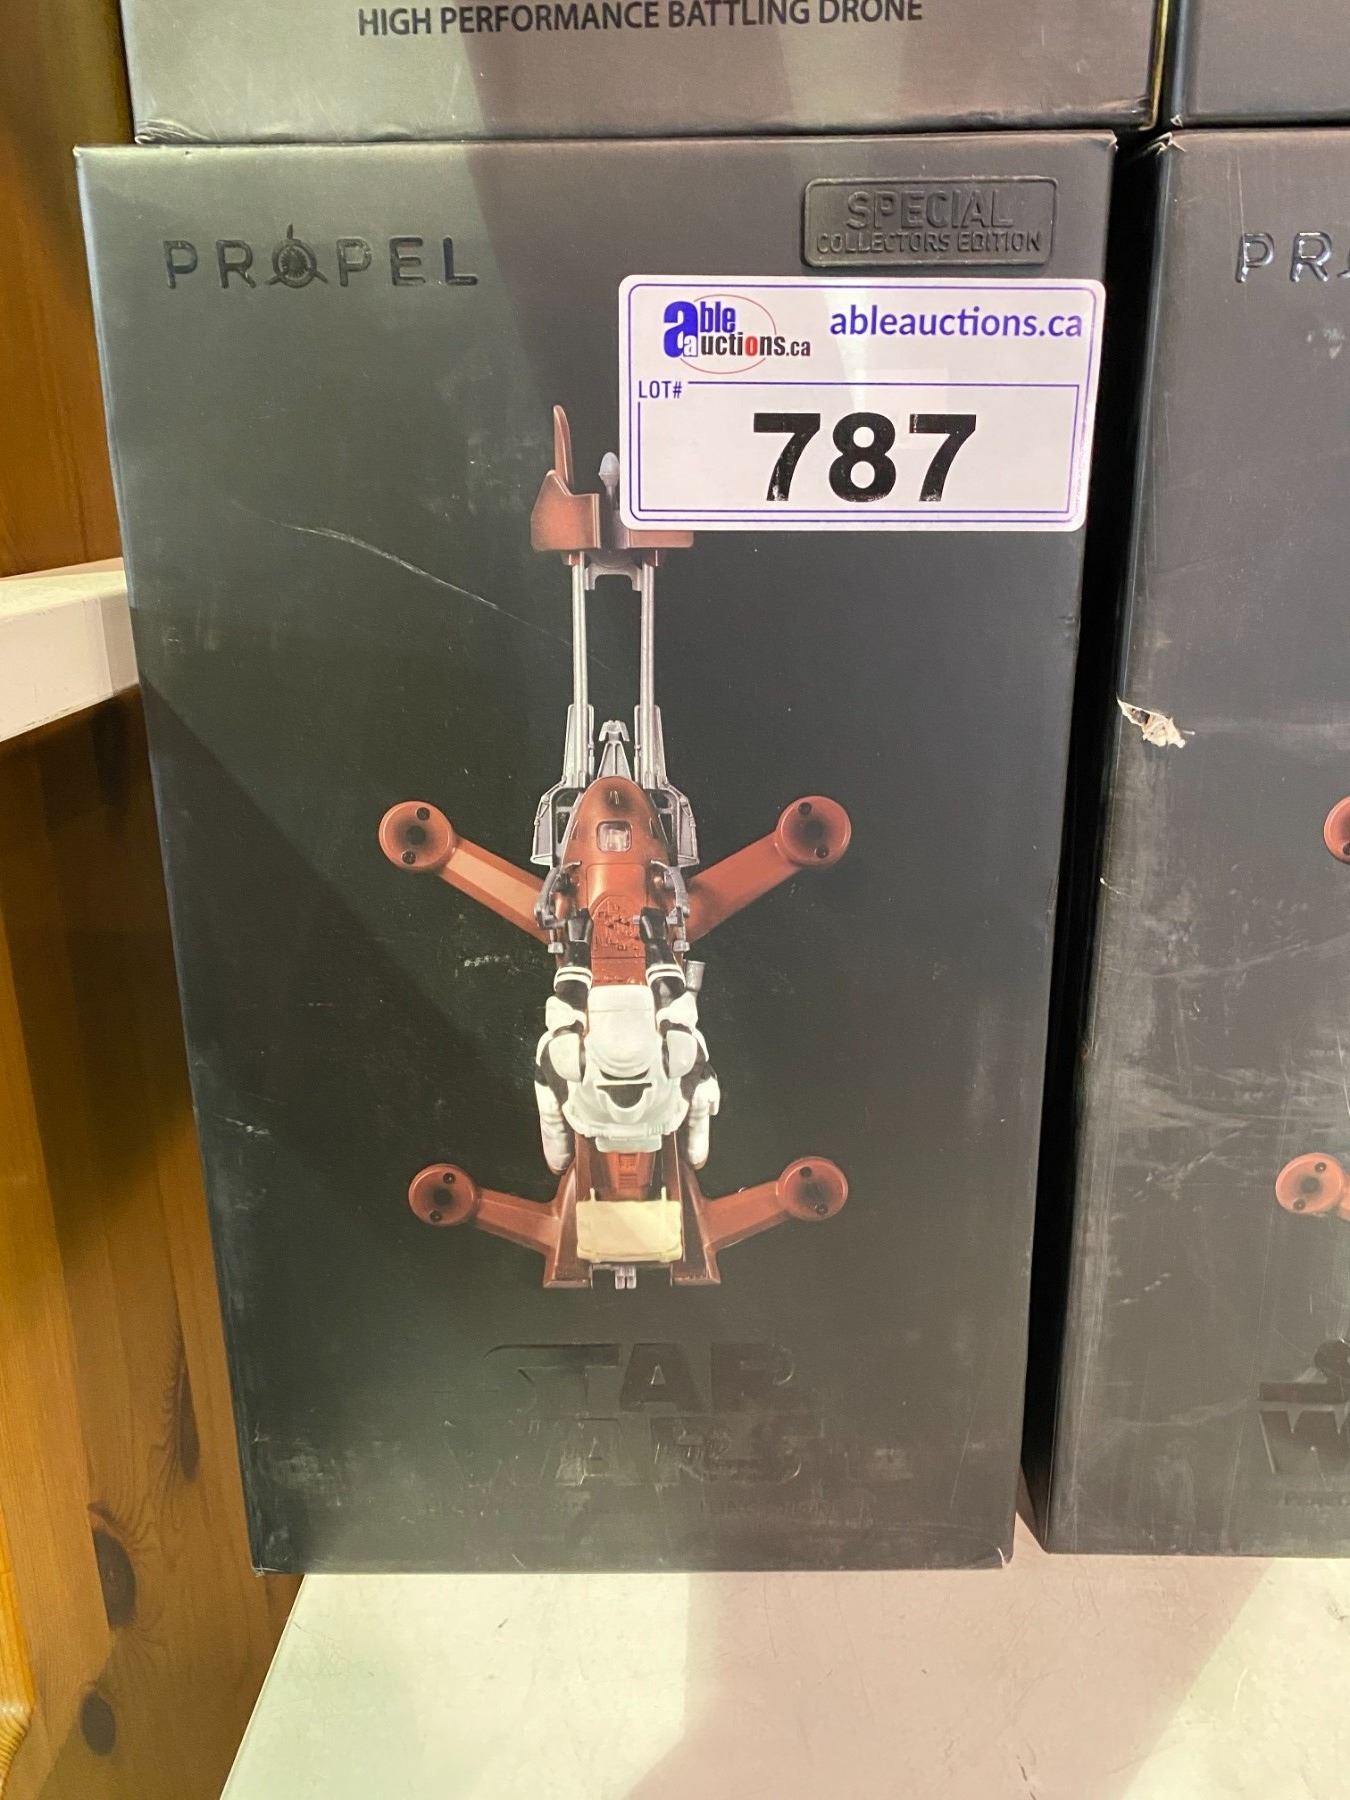 HIGH PERFORMANCE BATTLING DRONE
PROPEL
SPECIAL
COLLECTORS EDITION
able
auctions.ca
ableauctions.ca
LOT#
787
STAR
WARS
PR
S
W